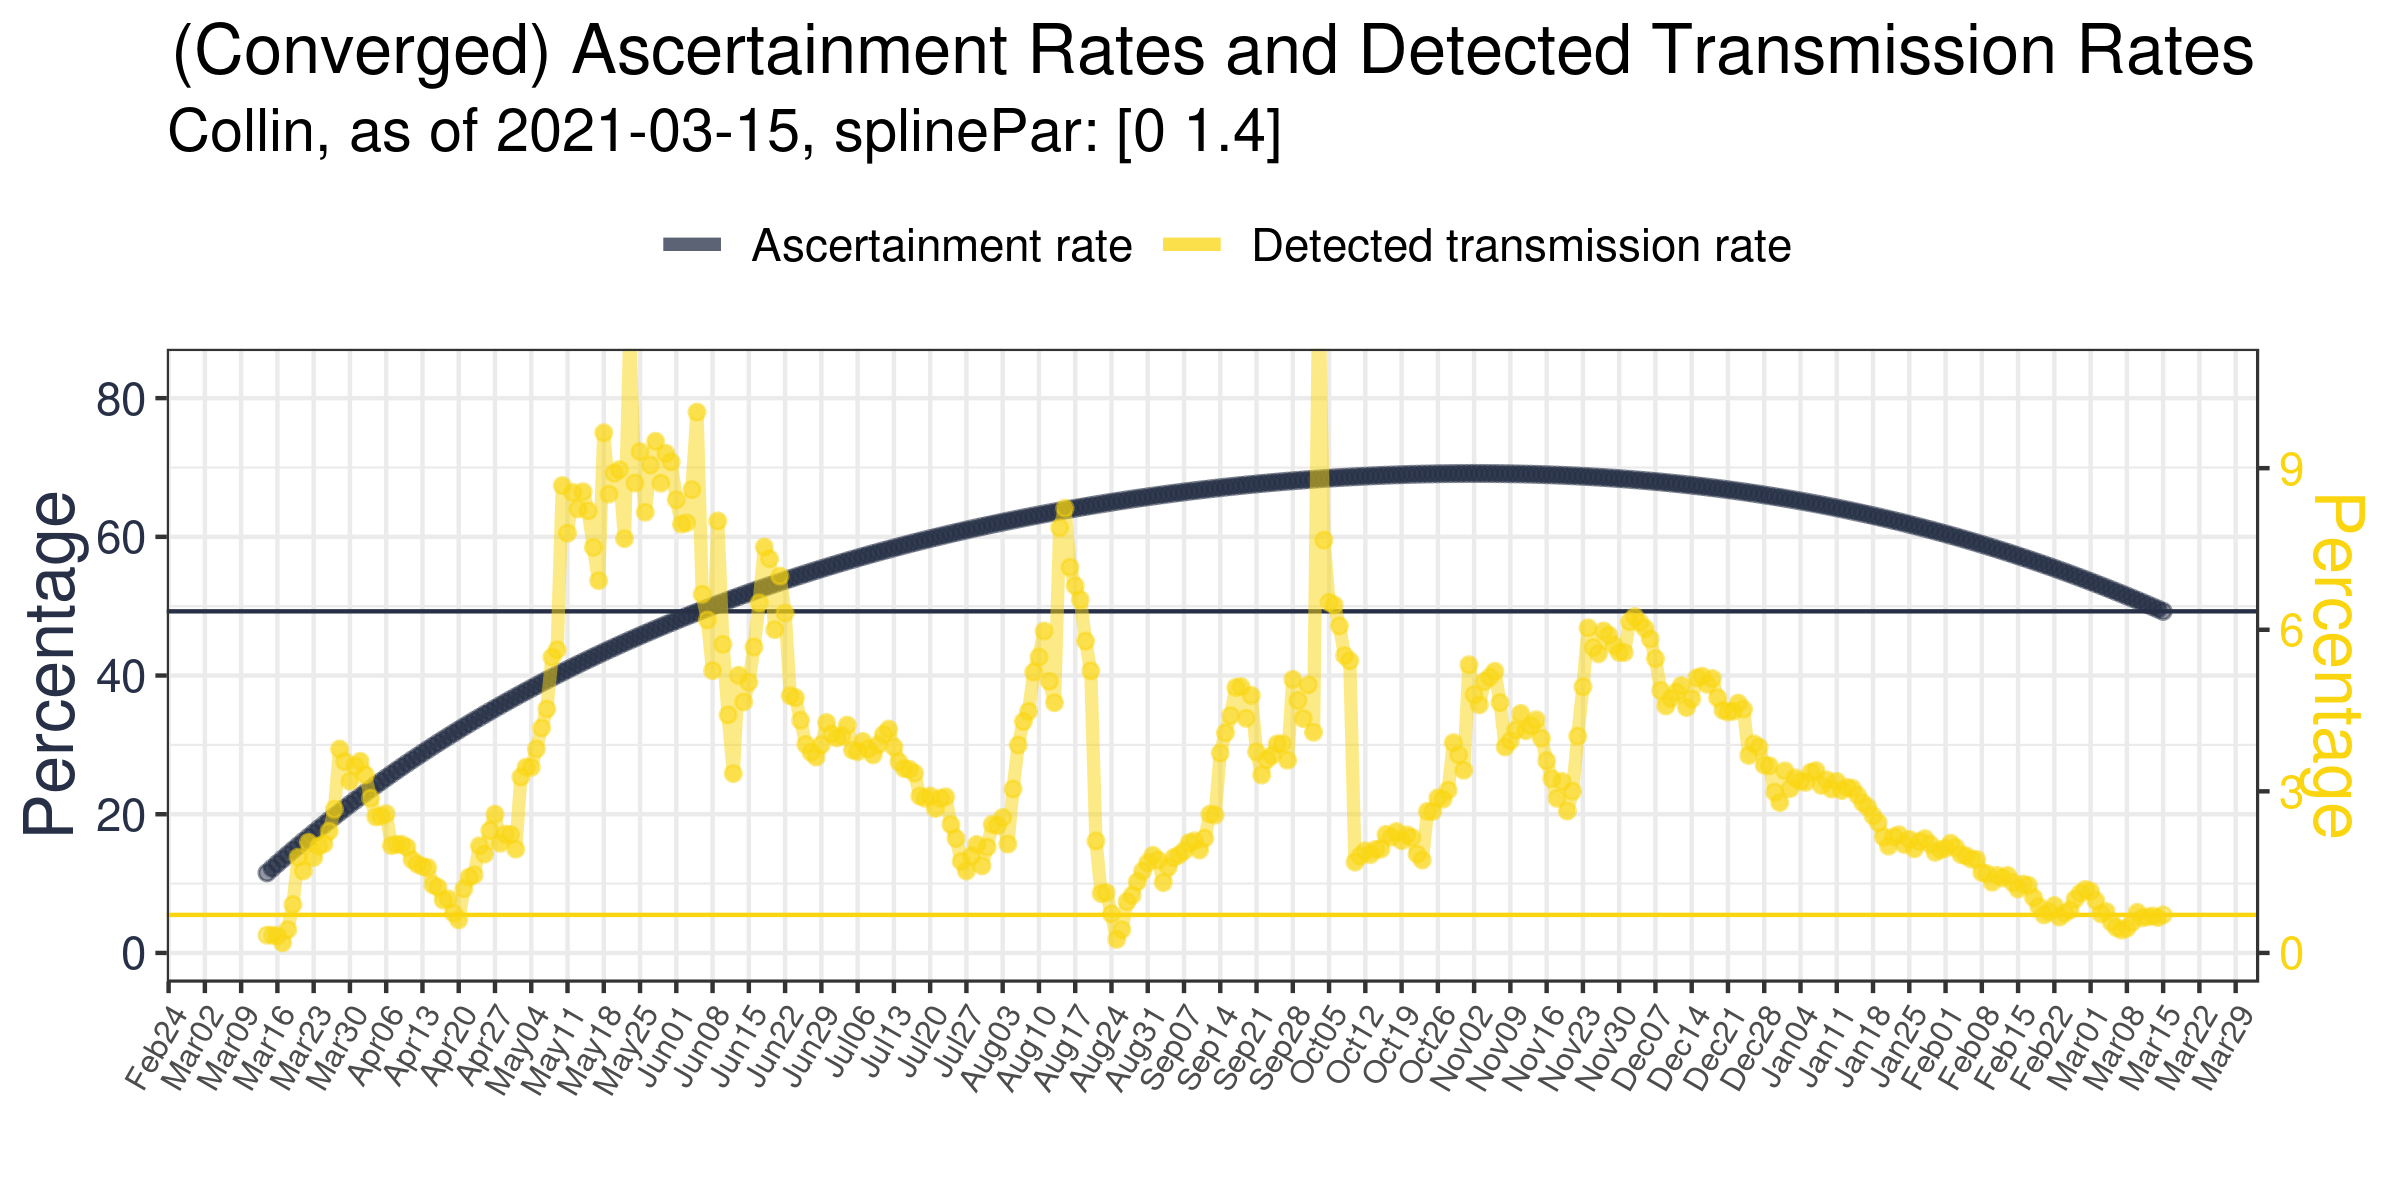 (Converged) Ascertainment Rates and Detected Transmission Rates
Collin, as of 2021-03-15, splinePar: [0 1.4]
Ascertainment rate
Detected transmission rate
Percentage
80
60
40
20
0
9
6
3
0
Percentage
Feb24
Mar02
Mar09
Mar16
Mar23
Mar30
Apr06
Apr13
Apr20
Apr27
May04
May11
May18
May25
Jun01
Jun08
Jun15
Jun22
Jun29
Jul06
Jul13
Jul20
Jul27
Aug03
Aug10
Aug17
Aug24
Aug31
Sep07
Sep14
Sep21
Sep28
Oct05
Oct12
Oct19
Oct26
Nov02
Nov09
Nov16
Nov23
Nov30
Dec07
Dec14
Dec21
Dec28
Jan04
Jan11
Jan18
Jan25
Feb01
Feb08
Feb15
Feb22
Mar01
Mar08
Mar15
Mar22
Mar29